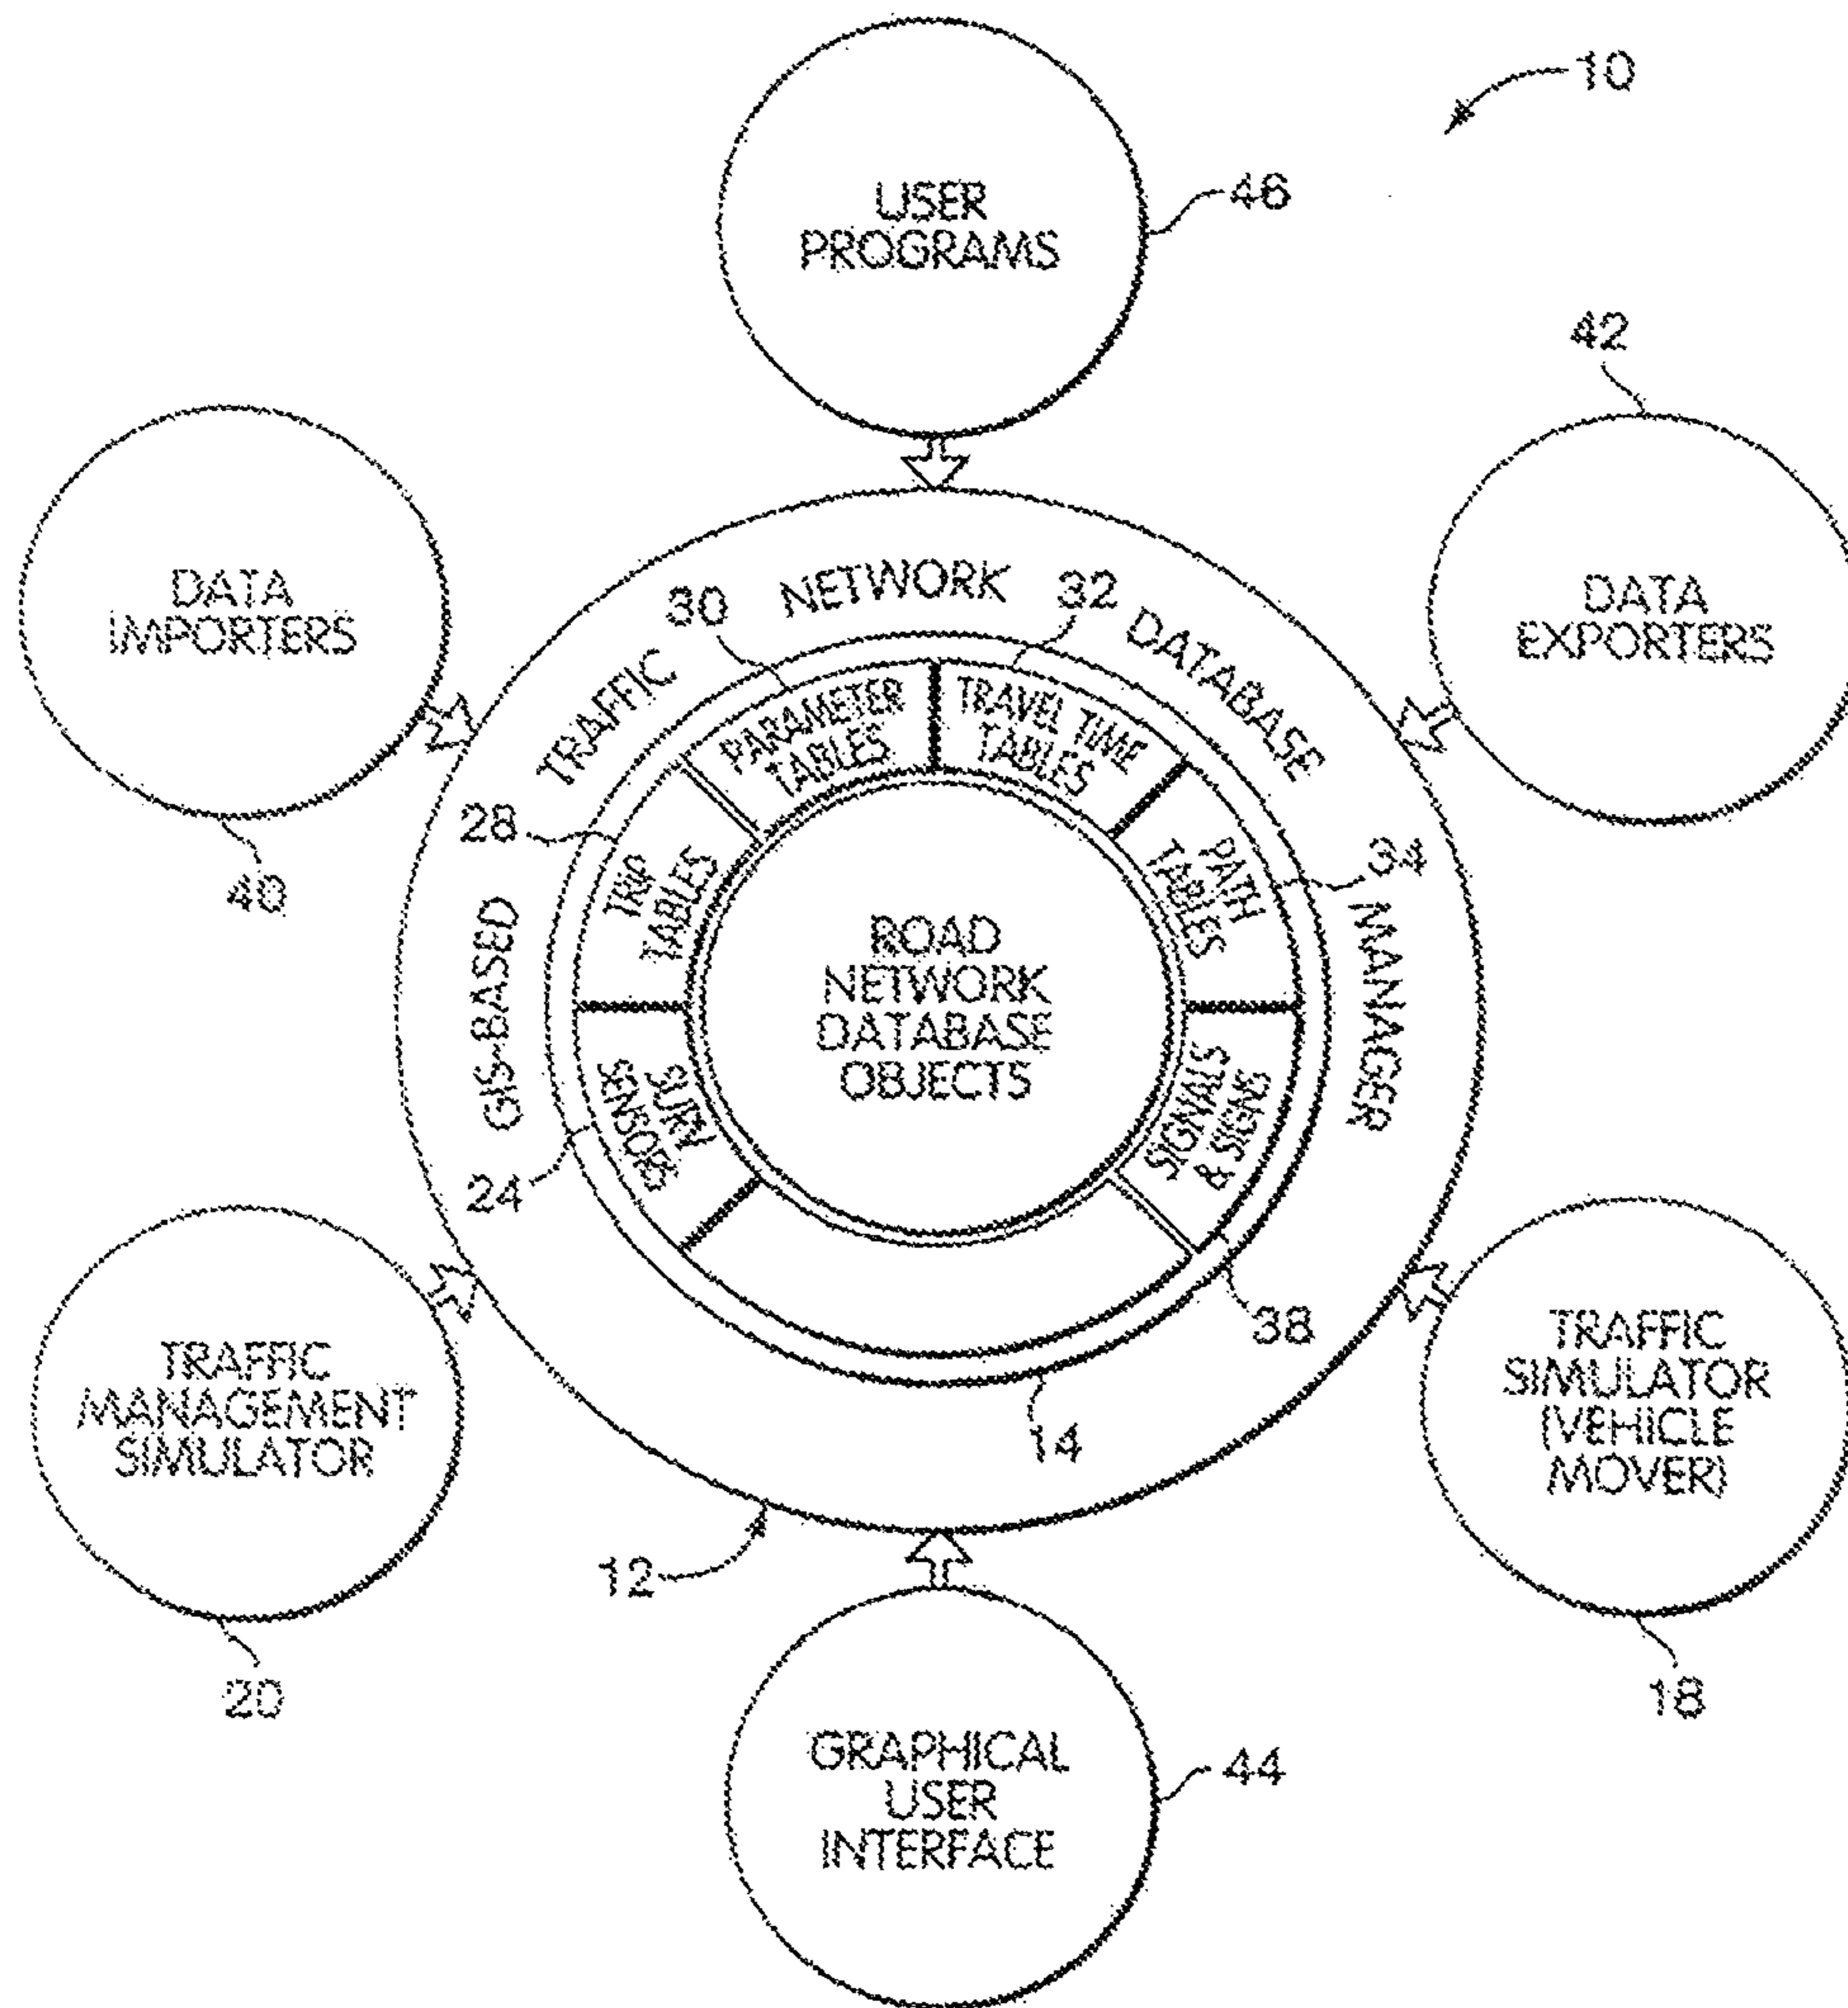 10
USER
PROGRAMS
46
42
DATA
IMPORTERS
40
DATA
EXPORTERS
GIS-BASED TRAFFIC NETWORK DATABASE MANAGER
30
32
28
34
PARAMETER
TABLES
TRAVEL TIME
TABLES
TRIP
TABLES
PATH
TABLES
ROAD
NETWORK
DATABASE
OBJECTS
SURV.
SENSORS
SIGNALS
& SIGNS
24
38
14
12
TRAFFIC
MANAGEMENT
SIMULATOR
20
TRAFFIC
SIMULATOR
(VEHICLE
MOVER)
18
GRAPHICAL
USER
INTERFACE
44